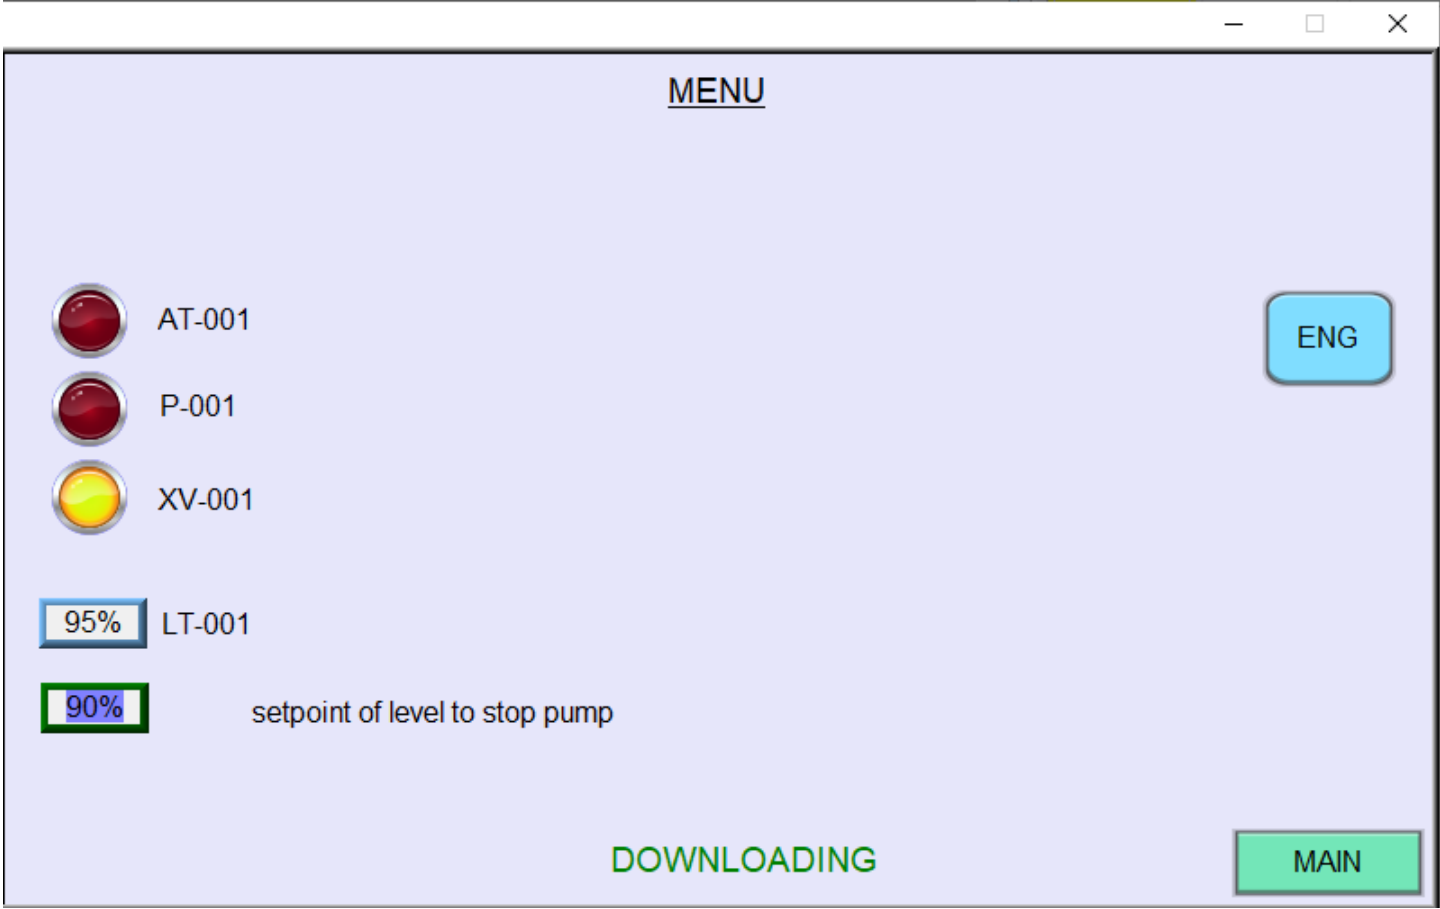 MENU
AT-001
ENG
P-001
XV-001
95% LT-001
90% setpoint of level to stop pump
DOWNLOADING
MAIN